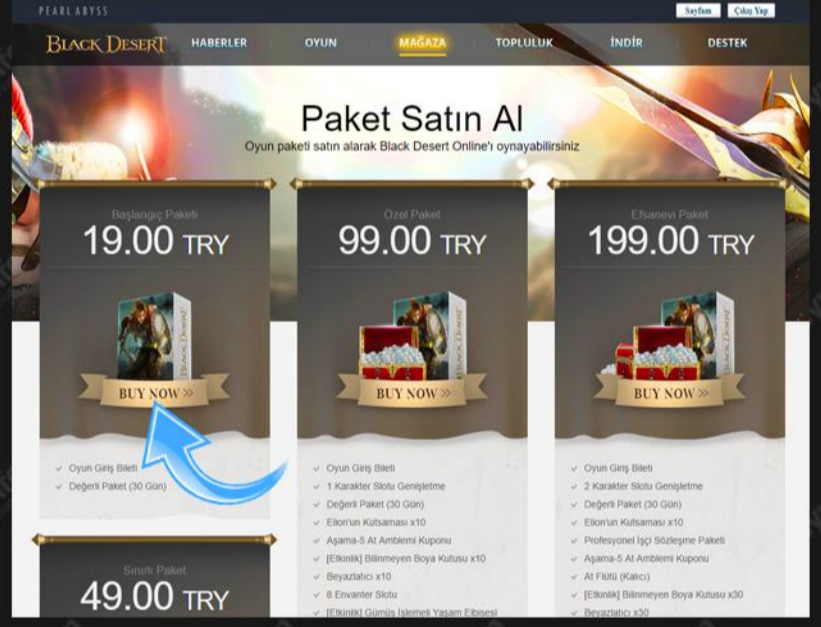 PEARL ABYSS
Sayfam Çıkış Yap
BLACK DESERT HABERLER OYUN MAĞAZA TOPLULUK İNDİR DESTEK
Paket Satın Al
Oyun paketi satın alarak Black Desert Online'ı oynayabilirsiniz
Başlangıç Paketi
19.00 TRY
BLACK DESERT
BUY NOW >>
✓ Oyun Giriş Bileti
✓ Değerli Paket (30 Gün)
Sınırlı Paket
49.00 TRY
Özel Paket
99.00 TRY
BLACK DESERT
BUY NOW >>
✓ Oyun Giriş Bileti
✓ 1 Karakter Slotu Genişletme
✓ Değerli Paket (30 Gün)
✓ Elion'un Kutsaması x10
✓ Aşama-5 At Amblemi Kuponu
✓ [Etkinlik] Bilinmeyen Boya Kutusu x10
✓ Beyazlatıcı x10
✓ 8 Envanter Slotu
✓ [Etkinlik] Gümüş İşlemeli Yaşam Elbisesi
Efsanevi Paket
199.00 TRY
BLACK DESERT
BUY NOW >>
✓ Oyun Giriş Bileti
✓ 2 Karakter Slotu Genişletme
✓ Değerli Paket (30 Gün)
✓ Elion'un Kutsaması x10
✓ Profesyonel İşçi Sözleşme Paketi
✓ Aşama-5 At Amblemi Kuponu
✓ At Flütü (Kalıcı)
✓ [Etkinlik] Bilinmeyen Boya Kutusu x30
✓ Beyazlatıcı x30